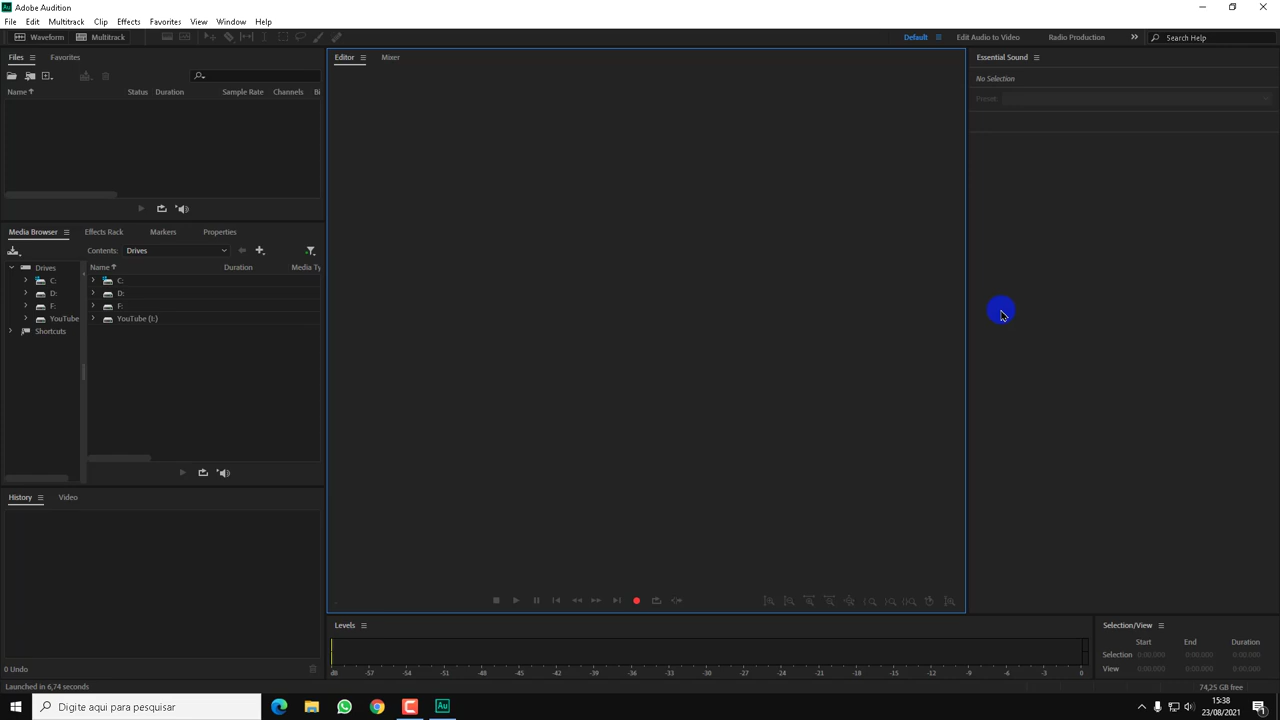 Au Adobe Audition
File Edit Multitrack Clip Effects Favorites View Window Help
Waveform Multitrack Default Edit Audio to Video Radio Production Search Help
Files Favorites
Name Status Duration Sample Rate Channels Bi
Media Browser Effects Rack Markers Properties
Contents: Drives
Drives
C:
D:
F:
YouTube
Shortcuts
Name Duration Media Ty
C:
D:
F:
YouTube (I:)
History Video
0 Undo
Launched in 6,74 seconds
Editor Mixer
Levels
dB -57 -54 -51 -48 -45 -42 -39 -36 -33 -30 -27 -24 -21 -18 -15 -12 -9 -6 -3 0
Essential Sound
No Selection
Preset:
Selection/View
Start End Duration
Selection 0:00.000 0:00.000 0:00.000
View 0:00.000 0:00.000 0:00.000
74,25 GB free
Digite aqui para pesquisar
Au
15:38
23/08/2021
1